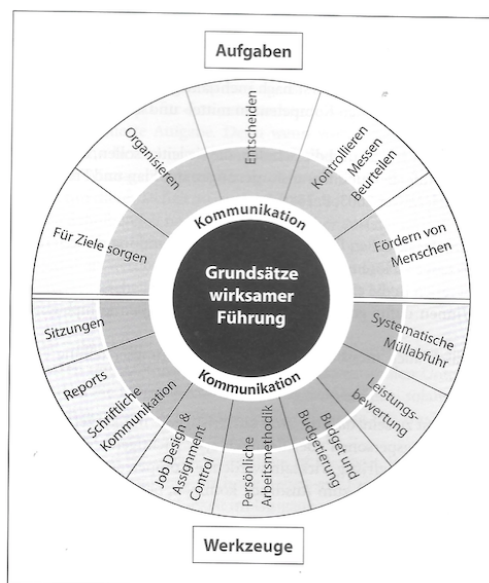 Aufgaben
Für Ziele sorgen
Organisieren
Entscheiden
Kontrollieren
Messen
Beurteilen
Fördern von
Menschen
Kommunikation
Grundsätze
wirksamer
Führung
Kommunikation
Sitzungen
Reports
Schriftliche
Kommunikation
Job Design &
Assignment
Control
Persönliche
Arbeitsmethodik
Budget und
Budgetierung
Leistungs-
bewertung
Systematische
Müllabfuhr
Werkzeuge